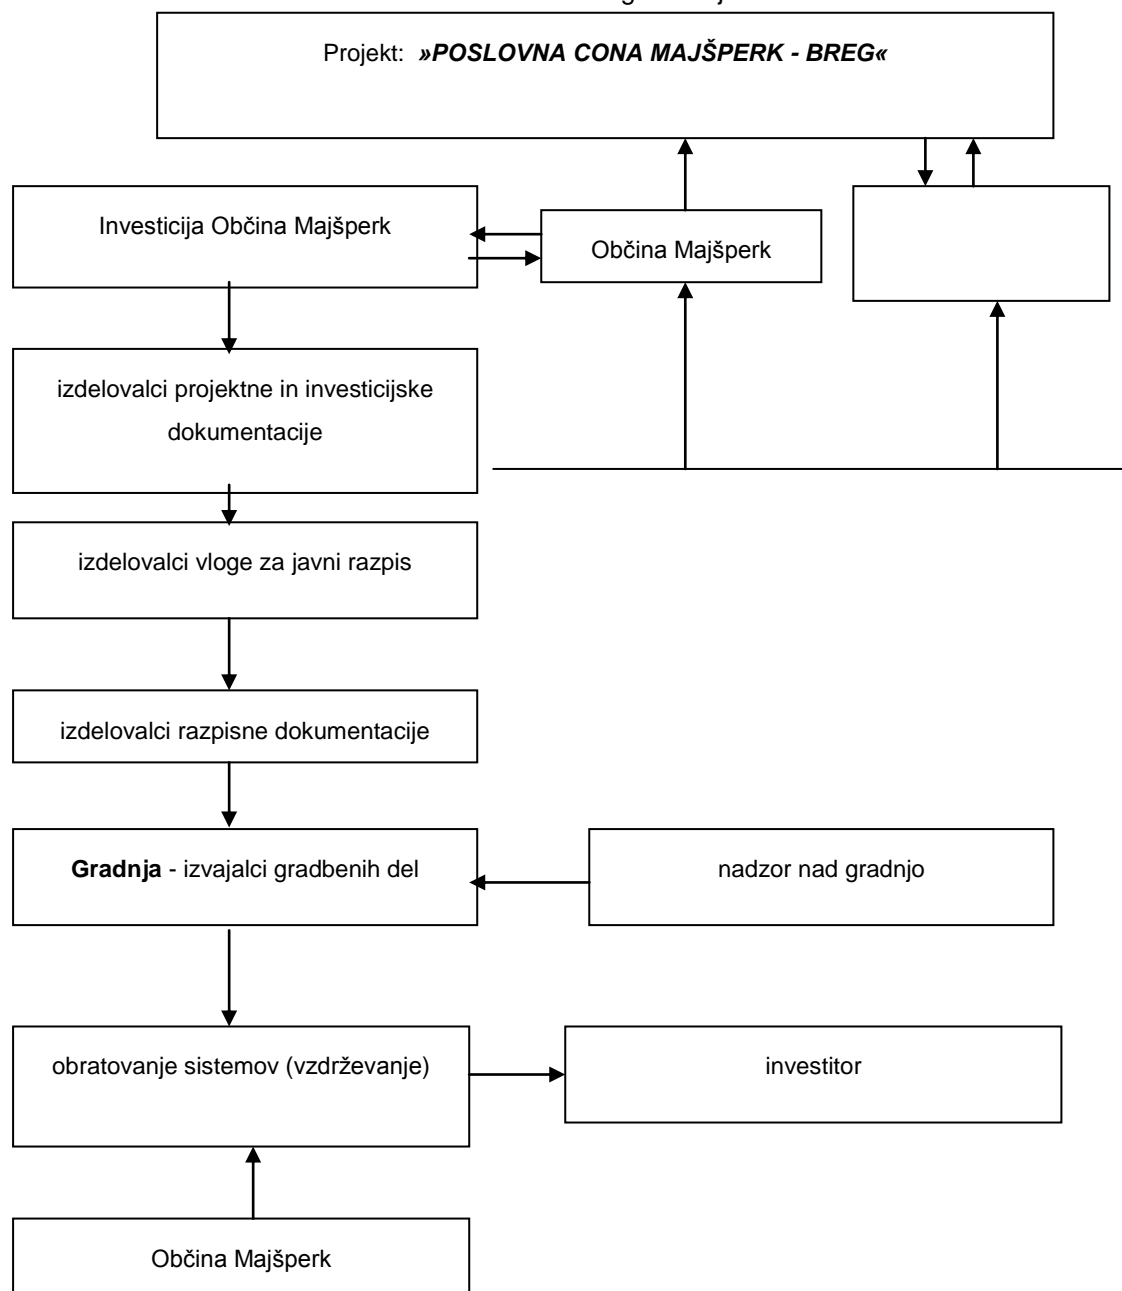 Projekt: »POSLOVNA CONA MAJŠPERK - BREG«
Investicija Občina Majšperk
Občina Majšperk
izdelovalci projektne in investicijske
dokumentacije
izdelovalci vloge za javni razpis
izdelovalci razpisne dokumentacije
Gradnja - izvajalci gradbenih del
nadzor nad gradnjo
obratovanje sistemov (vzdrževanje)
investitor
Občina Majšperk